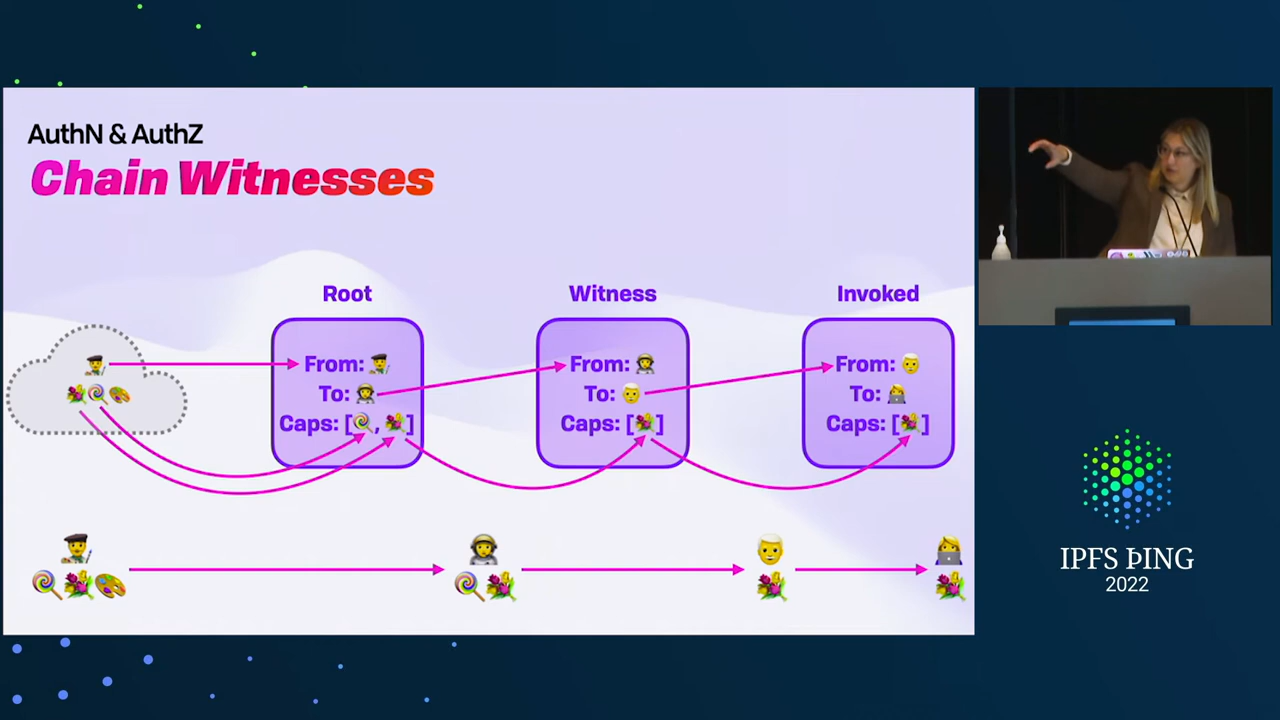 AuthN & AuthZ
Chain Witnesses
Root
Witness
Invoked
From: 👨‍🎨
To: 👩‍🚀
Caps: [🍭, 💐]
From: 👩‍🚀
To: 👨‍🦳
Caps: [💐]
From: 👨‍🦳
To: 👩‍💻
Caps: [💐]
IPFS ÞING
2022